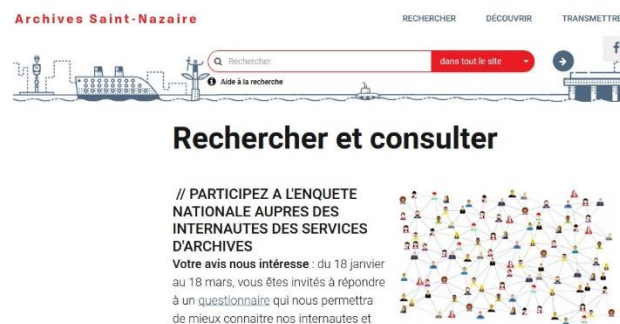 Archives Saint-Nazaire
RECHERCHER DÉCOUVRIR TRANSMETTRE
Rechercher dans tout le site
f
Aide à la recherche
Rechercher et consulter
// PARTICIPEZ A L'ENQUETE
NATIONALE AUPRES DES
INTERNAUTES DES SERVICES
D'ARCHIVES
Votre avis nous intéresse : du 18 janvier
au 18 mars, vous êtes invités à répondre
à un questionnaire qui nous permettra
de mieux connaitre nos internautes et